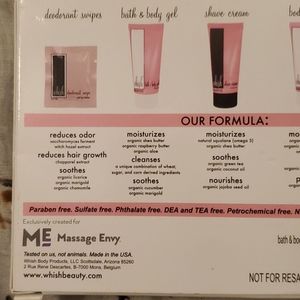 deodorant swipes
bath & body gel
shave cream
OUR FORMULA:
reduces odor
saccharomyces ferment
with hazel extract
reduces hair growth
chaparral extract
soothes
organic licorice
organic marigold
organic chamomile
moisturizes
organic shea butter
organic raspberry
organic aloe
cleanses
a unique combination of wheat,
sugar, and corn derived ingredients
soothes
organic cucumber
organic marigold
moisturizes
natural squalane (omega 3)
organic shea butter
soothes
organic green tea
organic coconut oil
nourishes
organic jojoba seed oil
Paraben free. Sulfate free. Phthalate free. DEA and TEA free. Petrochemical free.
Exclusively created for
ME Massage Envy
Tested on us, not animals. Made in the USA.
Whish Body Products, LLC Scottsdale, Arizona 85260
2 Rue Rene Descartes, B-7000 Mons, Belgium
www.whishbeauty.com
bath & bod
NOT FOR RESA